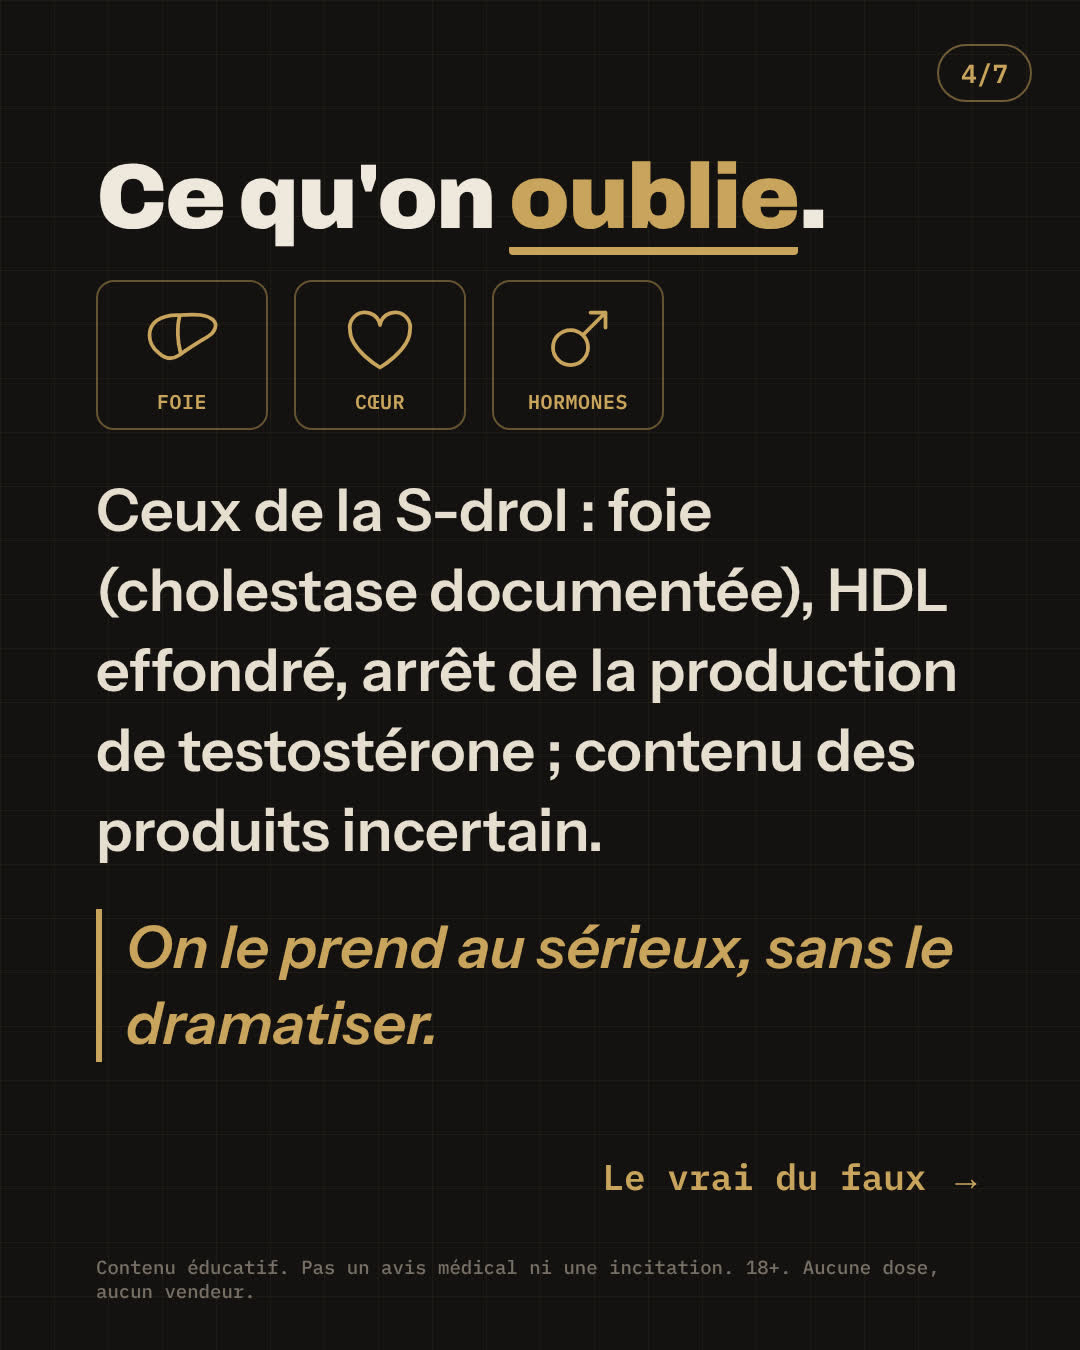 4/7
Ce qu'on oublie.
FOIE
CŒUR
HORMONES
Ceux de la S-drol : foie
(cholestase documentée), HDL
effondré, arrêt de la production
de testostérone ; contenu des
produits incertain.
On le prend au sérieux, sans le
dramatiser.
Le vrai du faux →
Contenu éducatif. Pas un avis médical ni une incitation. 18+. Aucune dose,
aucun vendeur.